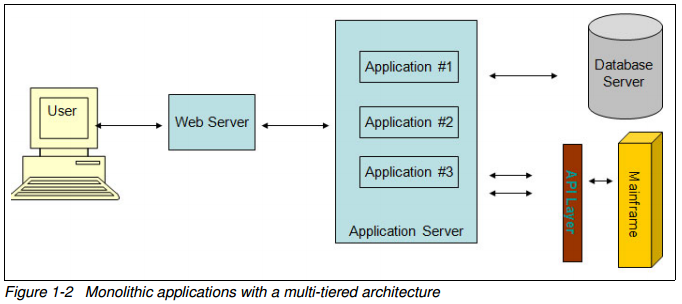 User
Web Server
Application #1
Application #2
Application #3
Application Server
Database
Server
API Layer
Mainframe
Figure 1-2 Monolithic applications with a multi-tiered architecture